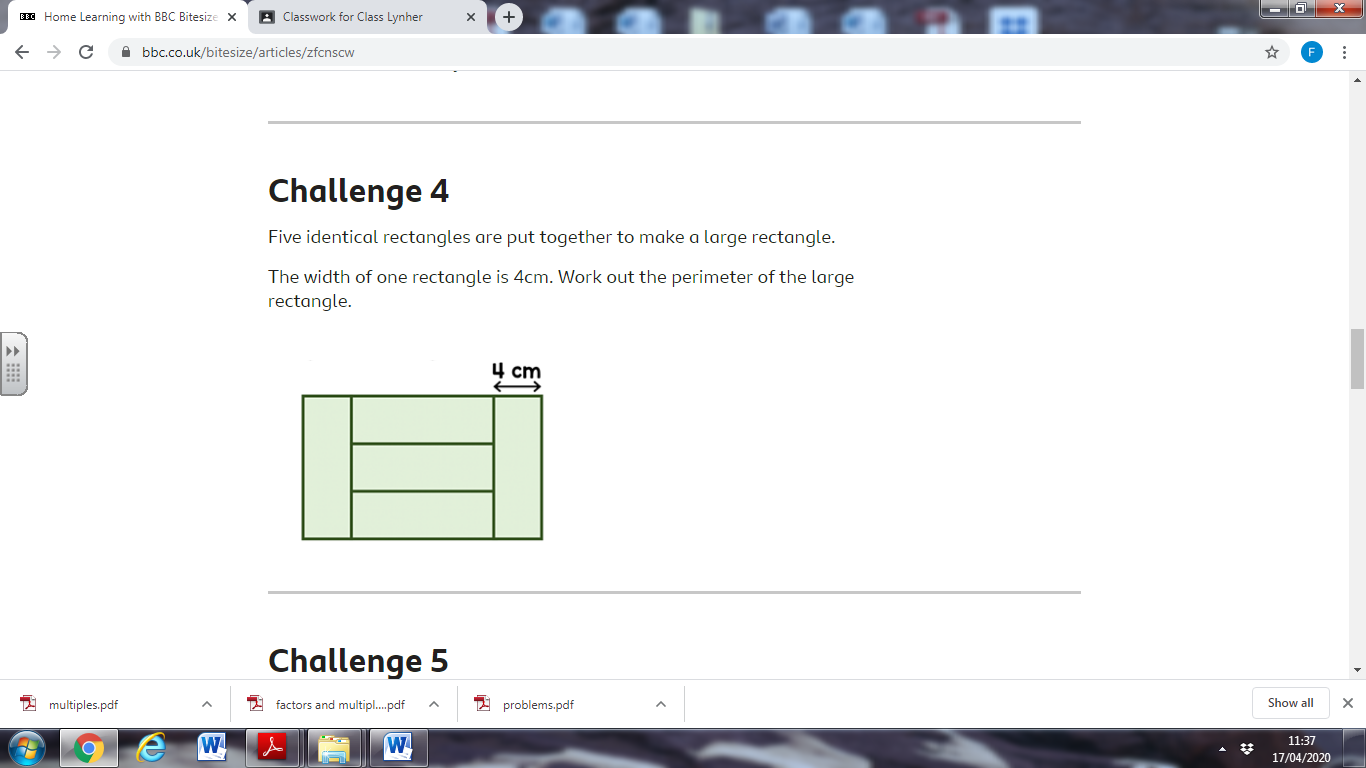 BBC Home Learning with BBC Bitesize
Classwork for Class Lynher
bbc.co.uk/bitesize/articles/zfcnscw
F
Challenge 4
Five identical rectangles are put together to make a large rectangle.
The width of one rectangle is 4cm. Work out the perimeter of the large
rectangle.
4 cm
Challenge 5
multiples.pdf
factors and multipl....pdf
problems.pdf
Show all
11:37
17/04/2020